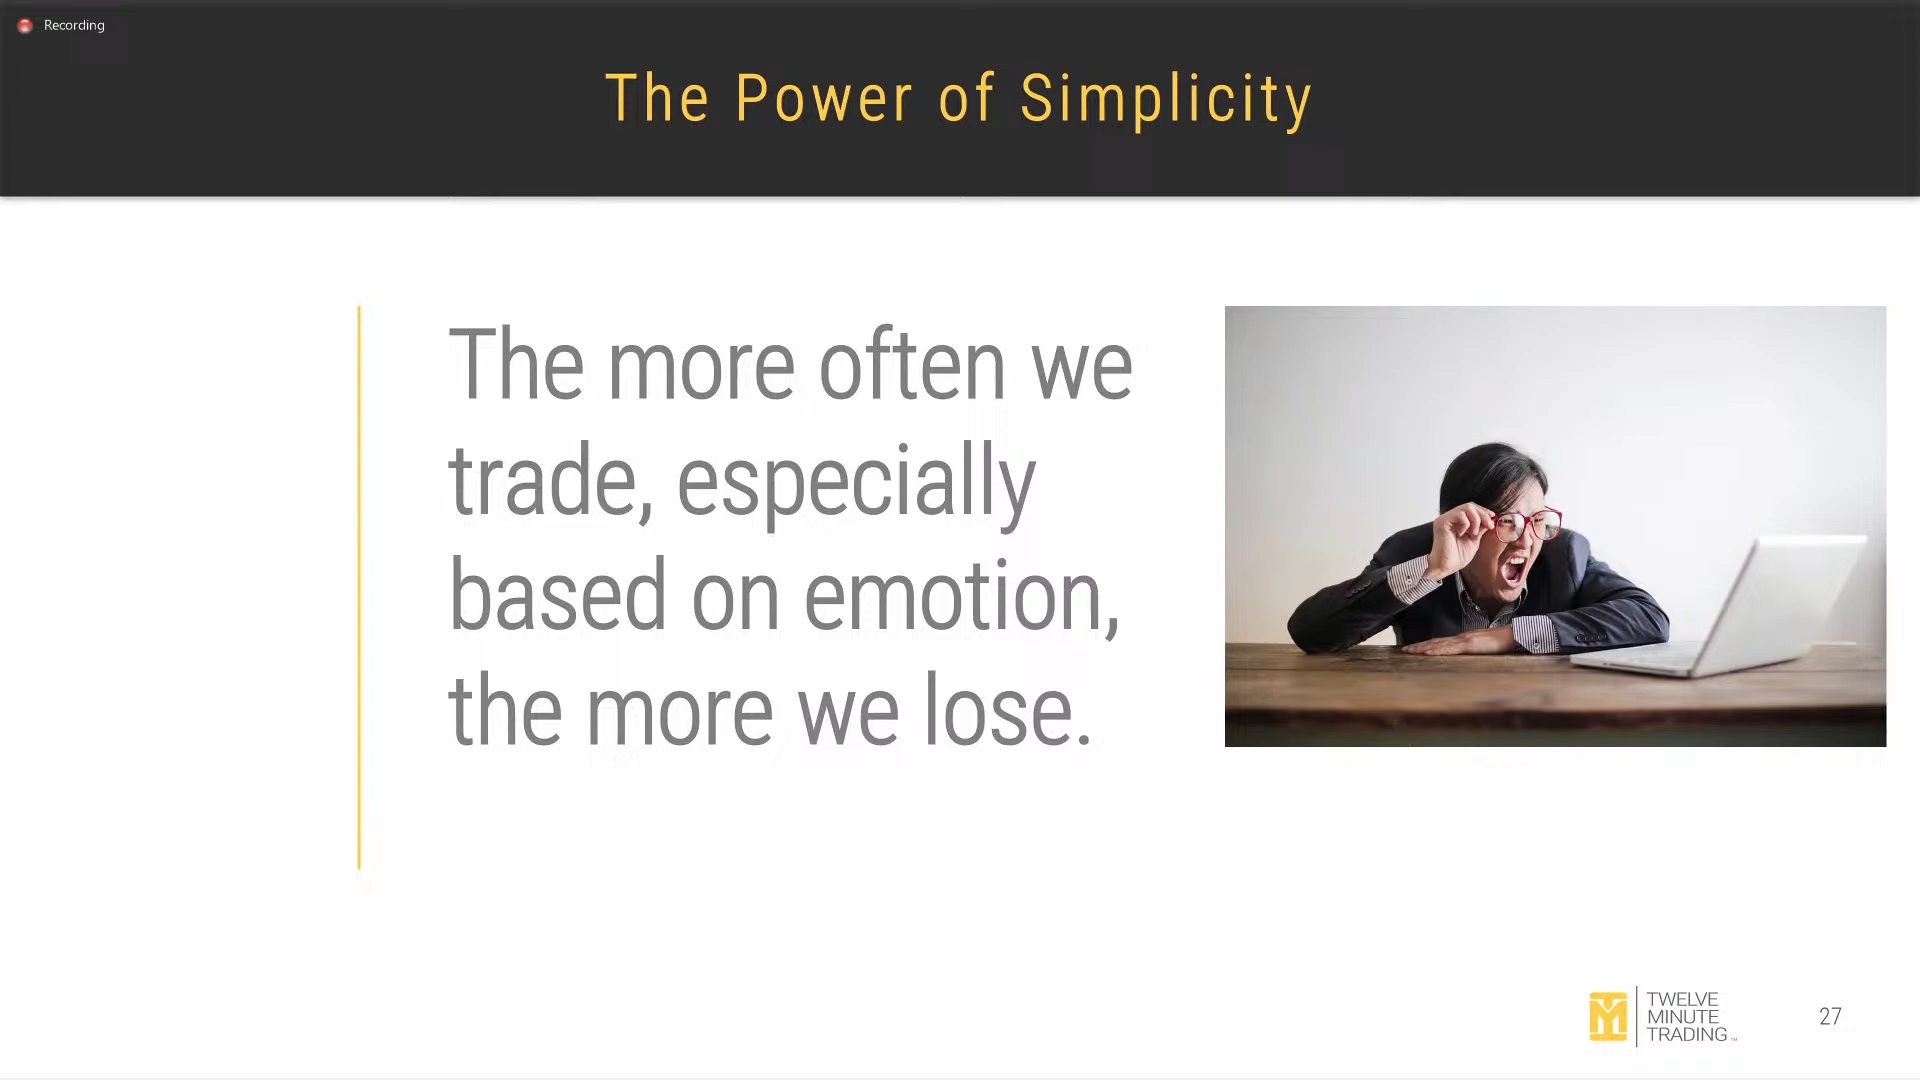 Recording
The Power of Simplicity
The more often we
trade, especially
based on emotion,
the more we lose.
TWELVE
MINUTE
TRADING™
27